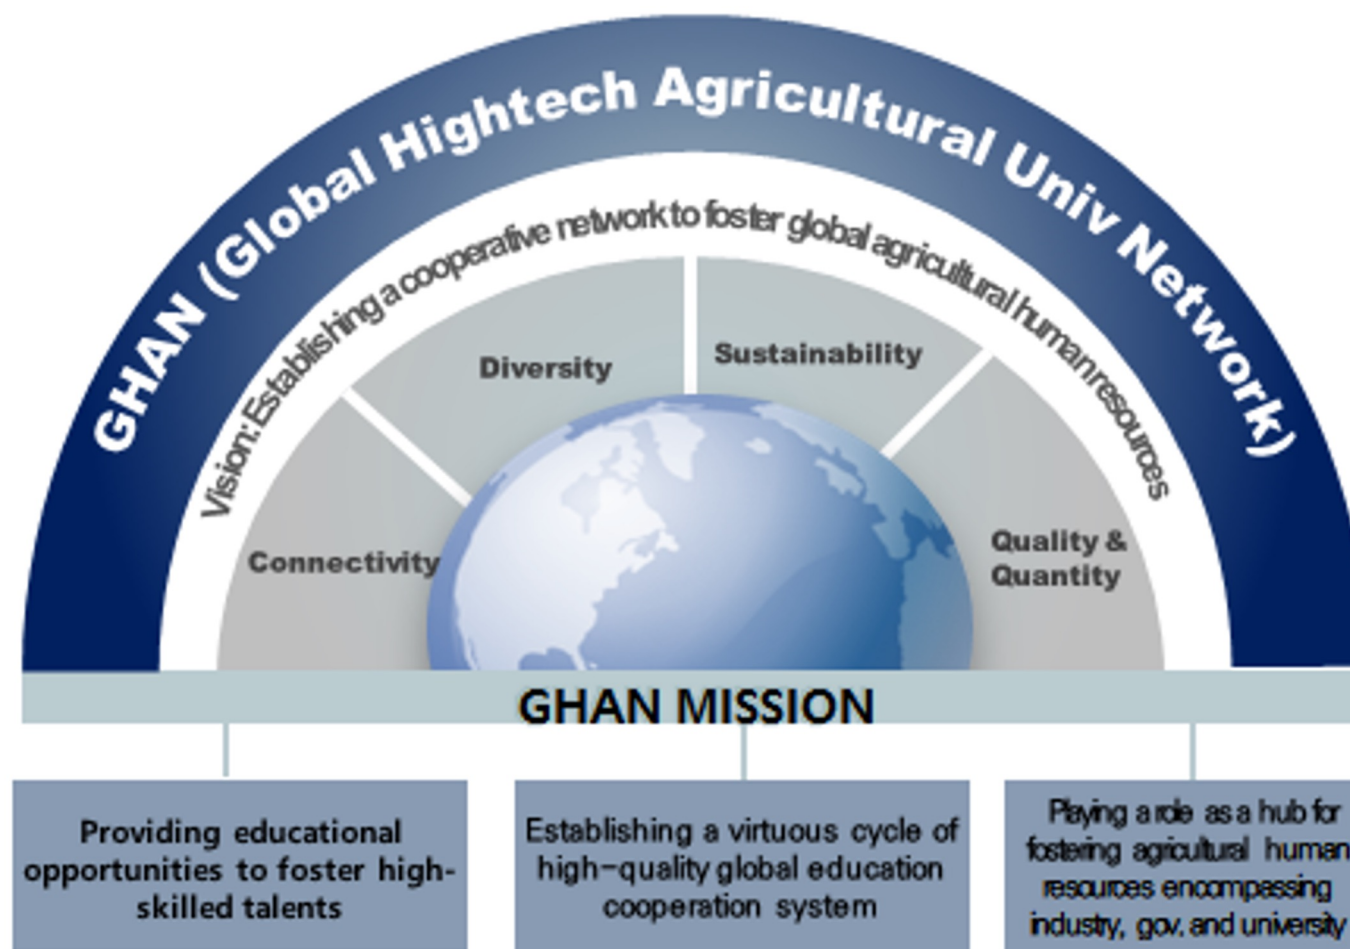 GHAN (Global Hightech Agricultural Univ Network)
Vision: Establishing a cooperative network to foster global agricultural human resources
Diversity
Sustainability
Connectivity
Quality &
Quantity
GHAN MISSION
Providing educational
opportunities to foster high-
skilled talents
Establishing a virtuous cycle of
high-quality global education
cooperation system
Playing a role as a hub for
fostering agricultural human
resources encompassing
industry, gov. and university